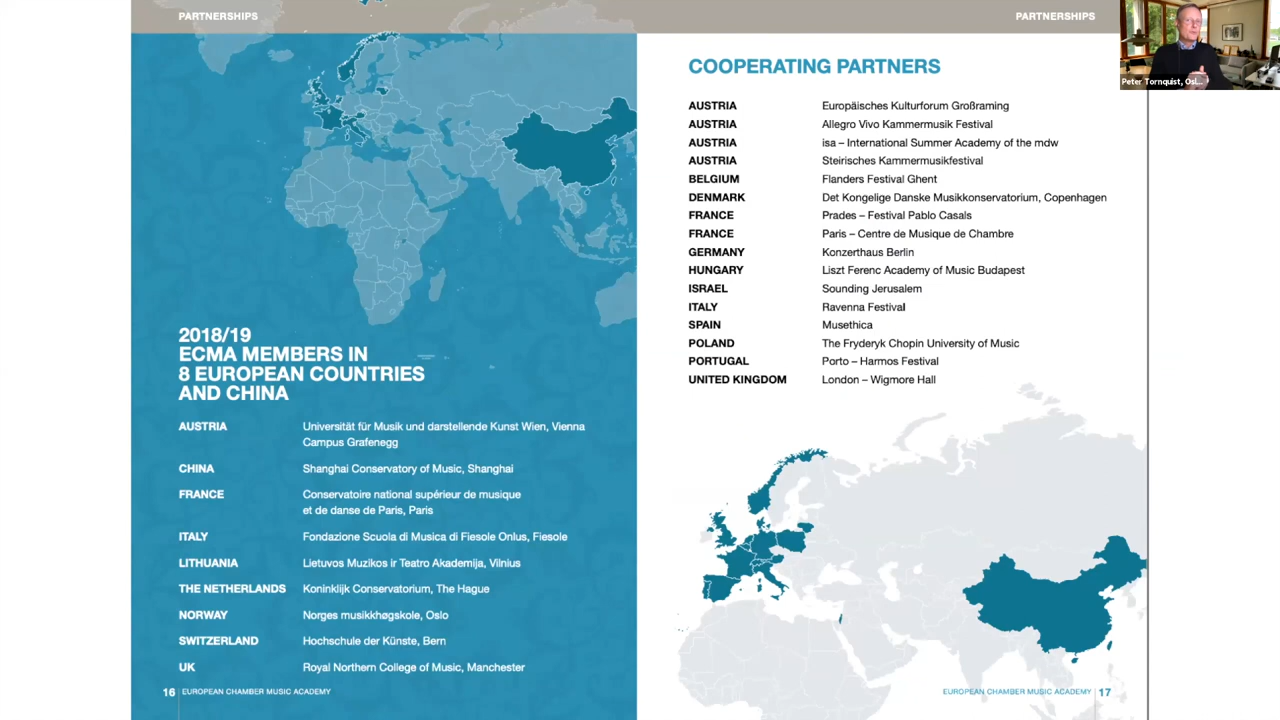 PARTNERSHIPS
2018/19
ECMA MEMBERS IN
8 EUROPEAN COUNTRIES
AND CHINA
AUSTRIA Universität für Musik und darstellende Kunst Wien, Vienna
Campus Grafenegg
CHINA Shanghai Conservatory of Music, Shanghai
FRANCE Conservatoire national supérieur de musique
et de danse de Paris, Paris
ITALY Fondazione Scuola di Musica di Fiesole Onlus, Fiesole
LITHUANIA Lietuvos Muzikos ir Teatro Akademija, Vilnius
THE NETHERLANDS Koninklijk Conservatorium, The Hague
NORWAY Norges musikkhøgskole, Oslo
SWITZERLAND Hochschule der Künste, Bern
UK Royal Northern College of Music, Manchester
16 EUROPEAN CHAMBER MUSIC ACADEMY
PARTNERSHIPS
COOPERATING PARTNERS
AUSTRIA Europäisches Kulturforum Großraming
AUSTRIA Allegro Vivo Kammermusik Festival
AUSTRIA isa – International Summer Academy of the mdw
AUSTRIA Steirisches Kammermusikfestival
BELGIUM Flanders Festival Ghent
DENMARK Det Kongelige Danske Musikkonservatorium, Copenhagen
FRANCE Prades – Festival Pablo Casals
FRANCE Paris – Centre de Musique de Chambre
GERMANY Konzerthaus Berlin
HUNGARY Liszt Ferenc Academy of Music Budapest
ISRAEL Sounding Jerusalem
ITALY Ravenna Festival
SPAIN Musethica
POLAND The Fryderyk Chopin University of Music
PORTUGAL Porto – Harmos Festival
UNITED KINGDOM London – Wigmore Hall
EUROPEAN CHAMBER MUSIC ACADEMY 17
Peter Tornquist, Osl...